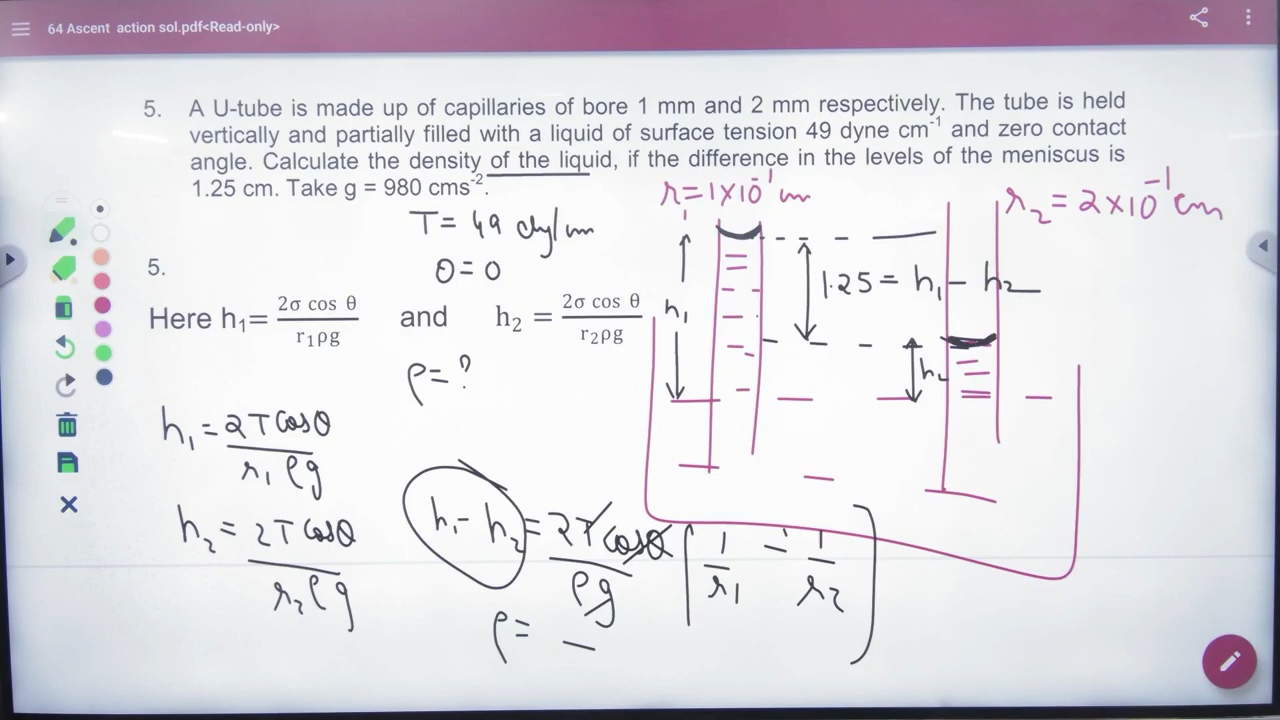 64 Ascent action sol.pdf<Read-only>
5. A U-tube is made up of capillaries of bore 1 mm and 2 mm respectively. The tube is held
vertically and partially filled with a liquid of surface tension 49 dyne cm⁻¹ and zero contact
angle. Calculate the density of the liquid, if the difference in the levels of the meniscus is
1.25 cm. Take g = 980 cms⁻².
r = 1×10⁻¹ cm
r₂ = 2×10⁻¹ cm
T = 49 dy/cm
θ = 0
1.25 = h₁ - h₂
h₁
h₂
5.
Here h₁= 2σ cos θ / r₁ρg and h₂ = 2σ cos θ / r₂ρg
ρ = ?
h₁ = 2T cosθ / r₁ρg
h₂ = 2T cosθ / r₂ρg
h₁ - h₂ = 2T cosθ / ρg [1/r₁ - 1/r₂]
ρ = —